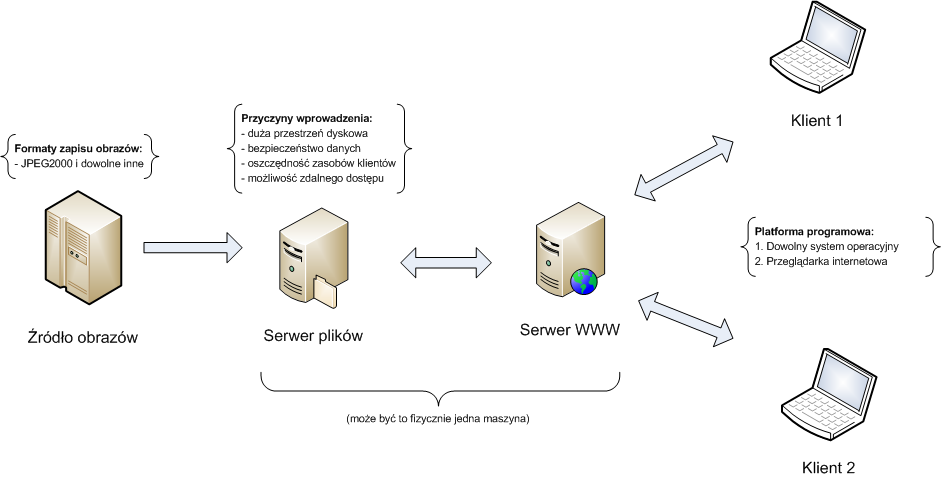 Klient 1
Przyczyny wprowadzenia:
- duża przestrzeń dyskowa
- bezpieczeństwo danych
- oszczędność zasobów klientów
- możliwość zdalnego dostępu
Formaty zapisu obrazów:
- JPEG2000 i dowolne inne
Platforma programowa:
1. Dowolny system operacyjny
2. Przeglądarka internetowa
Źródło obrazów
Serwer plików
Serwer WWW
(może być to fizycznie jedna maszyna)
Klient 2